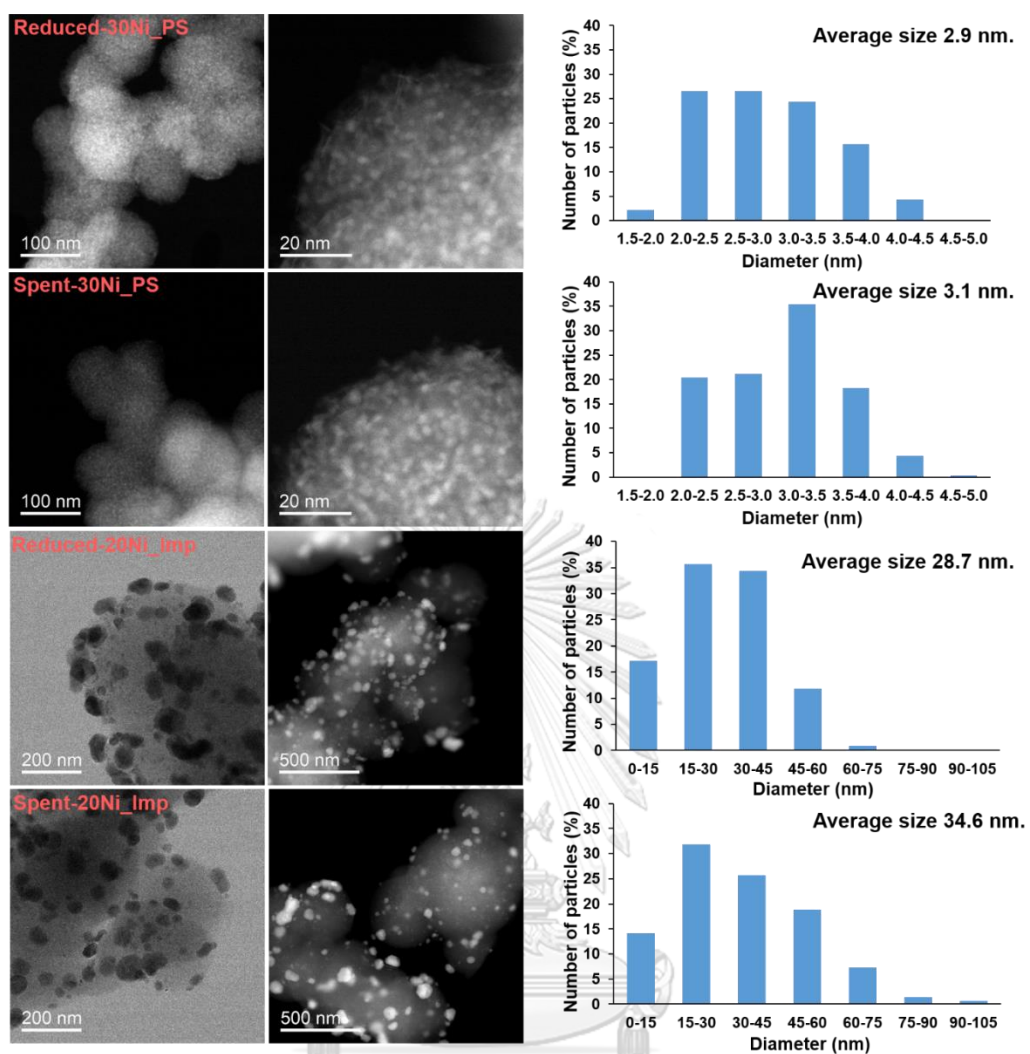 Reduced-30Ni_PS
100 nm
20 nm
Average size 2.9 nm.
Number of particles (%)
40
35
30
25
20
15
10
5
0
1.5-2.0 2.0-2.5 2.5-3.0 3.0-3.5 3.5-4.0 4.0-4.5 4.5-5.0
Diameter (nm)
Spent-30Ni_PS
100 nm
20 nm
Average size 3.1 nm.
Number of particles (%)
40
35
30
25
20
15
10
5
0
1.5-2.0 2.0-2.5 2.5-3.0 3.0-3.5 3.5-4.0 4.0-4.5 4.5-5.0
Diameter (nm)
Reduced-20Ni_Imp
200 nm
500 nm
Average size 28.7 nm.
Number of particles (%)
40
35
30
25
20
15
10
5
0
0-15 15-30 30-45 45-60 60-75 75-90 90-105
Diameter (nm)
Spent-20Ni_Imp
200 nm
500 nm
Average size 34.6 nm.
Number of particles (%)
40
35
30
25
20
15
10
5
0
0-15 15-30 30-45 45-60 60-75 75-90 90-105
Diameter (nm)